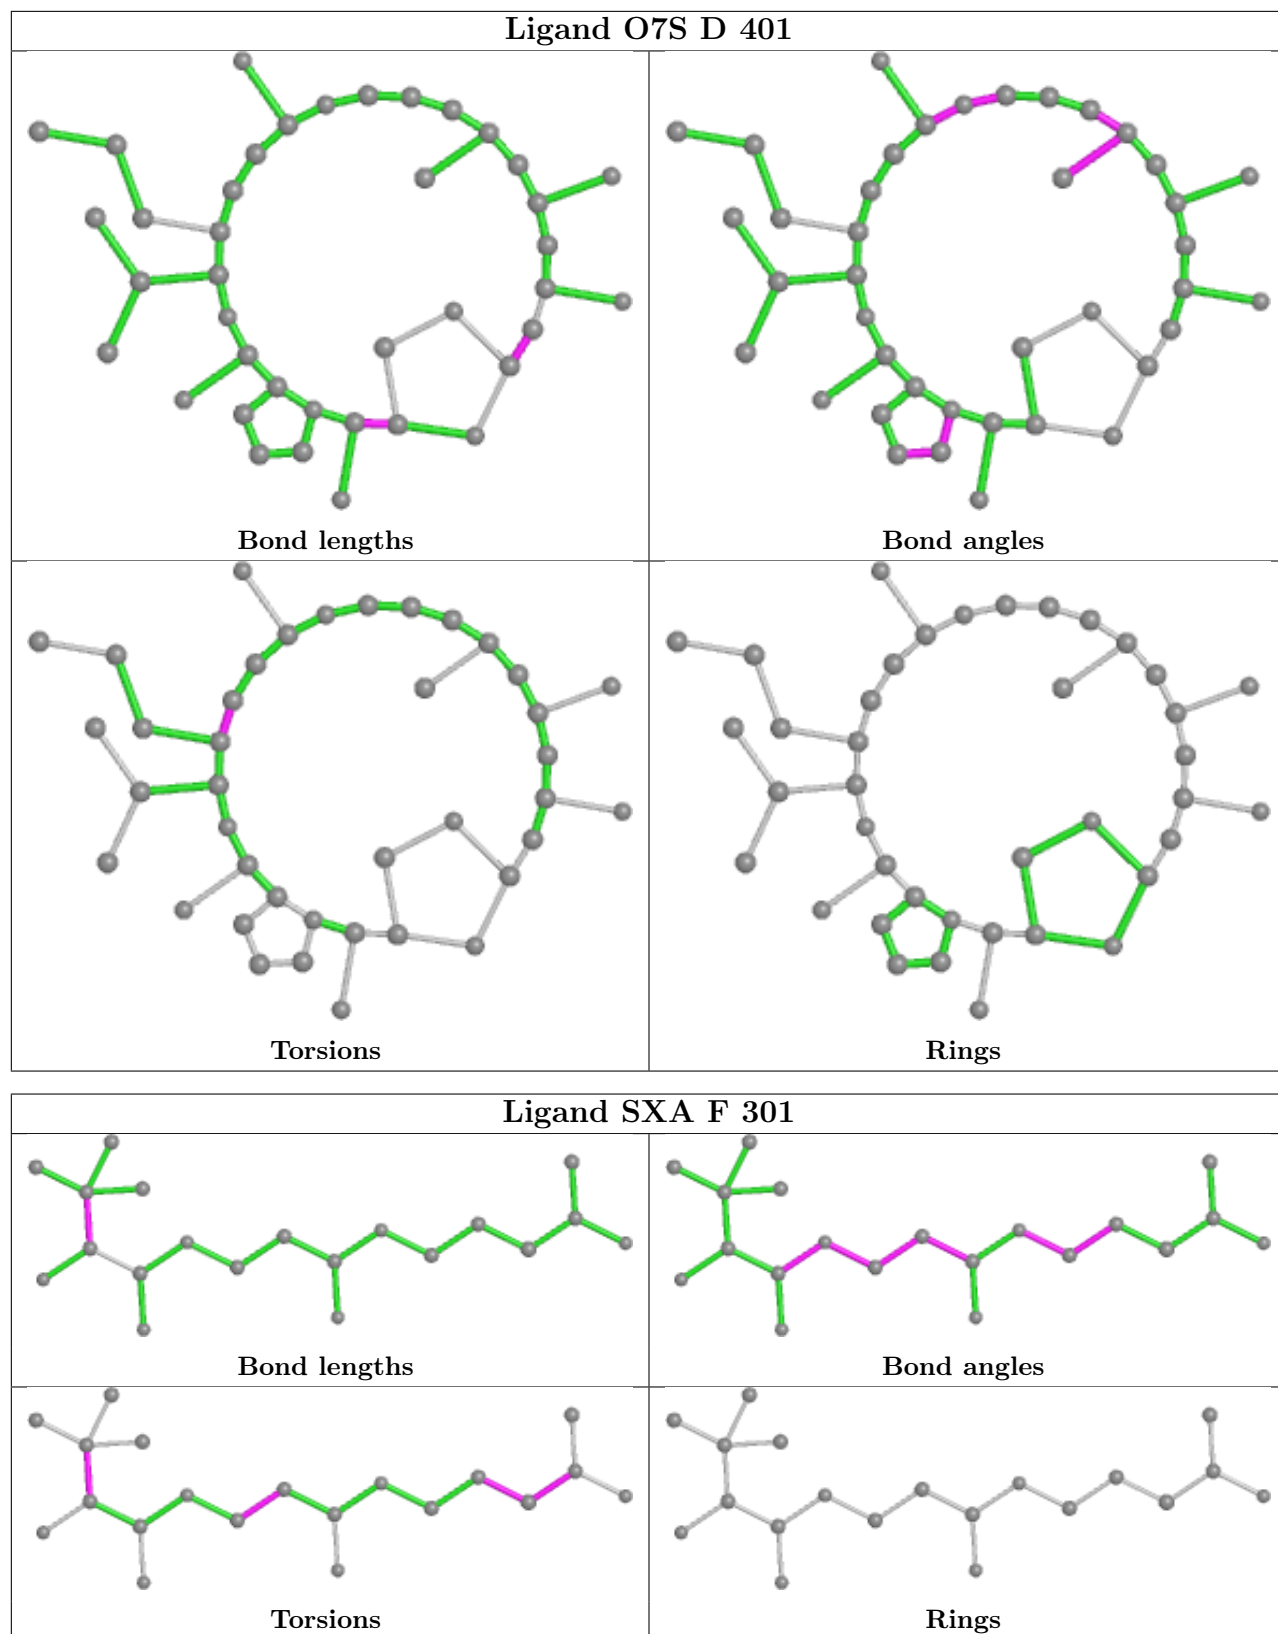 Ligand O7S D 401
Bond lengths
Bond angles
Torsions
Rings
Ligand SXA F 301
Bond lengths
Bond angles
Torsions
Rings